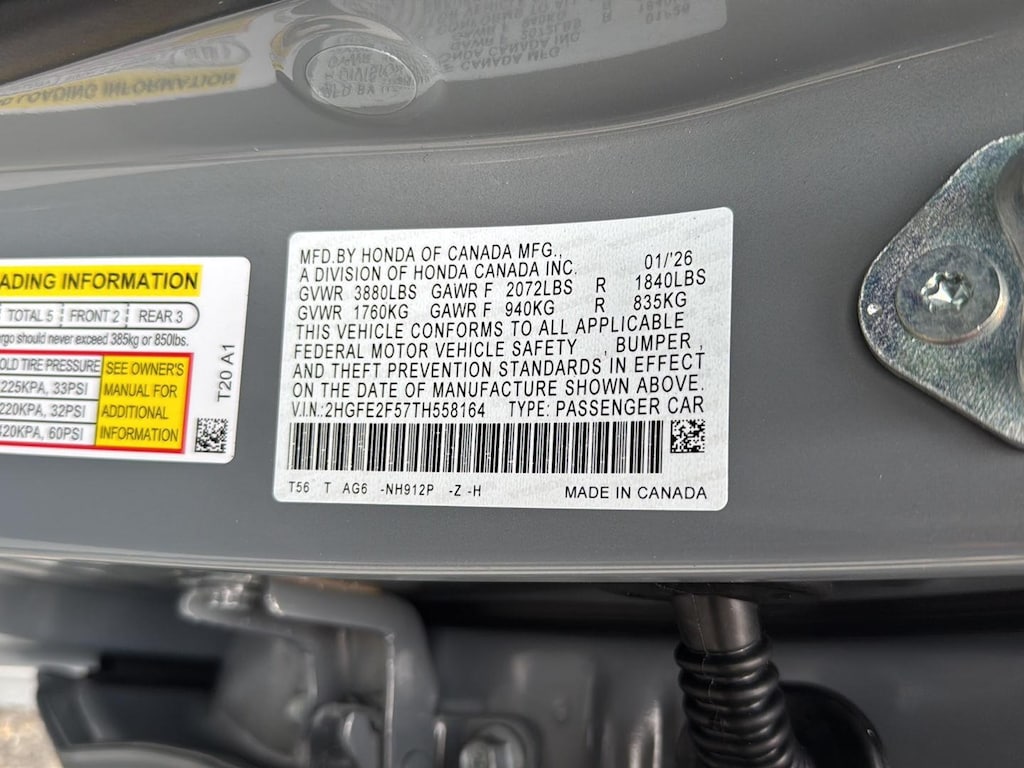 ADING INFORMATION
TOTAL 5 FRONT 2 REAR 3
rgo should never exceed 385kg or 850lbs.
OLD TIRE PRESSURE
225KPA, 33PSI
220KPA, 32PSI
420KPA, 60PSI
SEE OWNER'S
MANUAL FOR
ADDITIONAL
INFORMATION
T20 A1
MFD.BY HONDA OF CANADA MFG., 01/'26
A DIVISION OF HONDA CANADA INC.
GVWR 3880LBS GAWR F 2072LBS R 1840LBS
GVWR 1760KG GAWR F 940KG R 835KG
THIS VEHICLE CONFORMS TO ALL APPLICABLE
FEDERAL MOTOR VEHICLE SAFETY , BUMPER ,
AND THEFT PREVENTION STANDARDS IN EFFECT
ON THE DATE OF MANUFACTURE SHOWN ABOVE.
V.I.N.:2HGFE2F57TH558164 TYPE: PASSENGER CAR
T56 T AG6 -NH912P -Z -H MADE IN CANADA